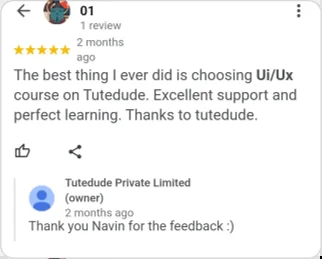 01
1 review
2 months
ago
The best thing I ever did is choosing Ui/Ux
course on Tutedude. Excellent support and
perfect learning. Thanks to tutedude.
Tutedude Private Limited
(owner)
2 months ago
Thank you Navin for the feedback :)